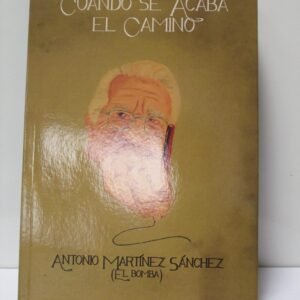 CUANDO SE ACABA
EL CAMINO
ANTONIO MARTÍNEZ SÁNCHEZ
(EL BOMBA)